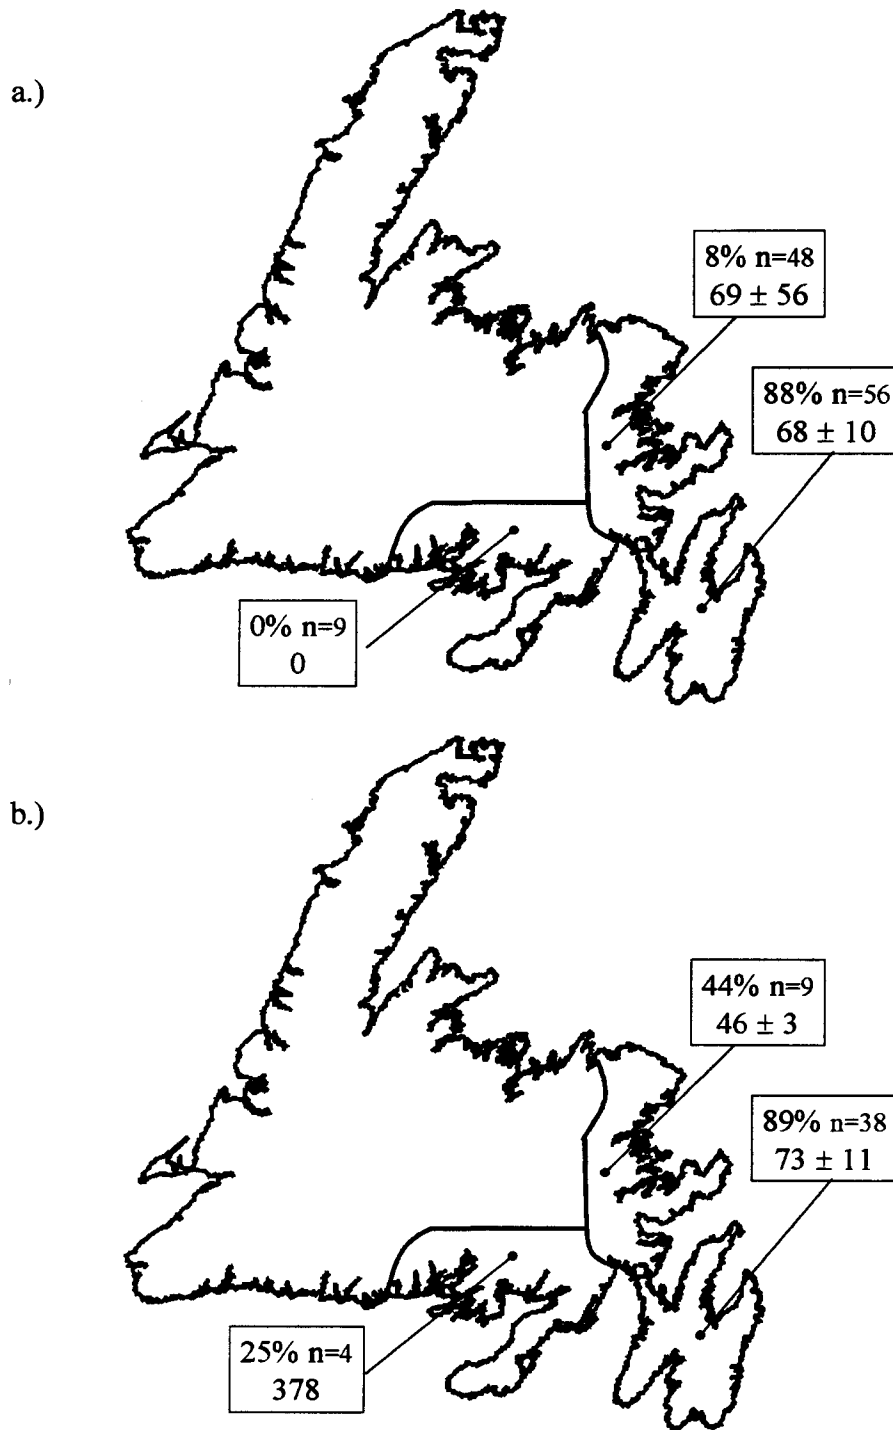 a.)
8% n=48
69 ± 56
88% n=56
68 ± 10
0% n=9
0
b.)
44% n=9
46 ± 3
89% n=38
73 ± 11
25% n=4
378